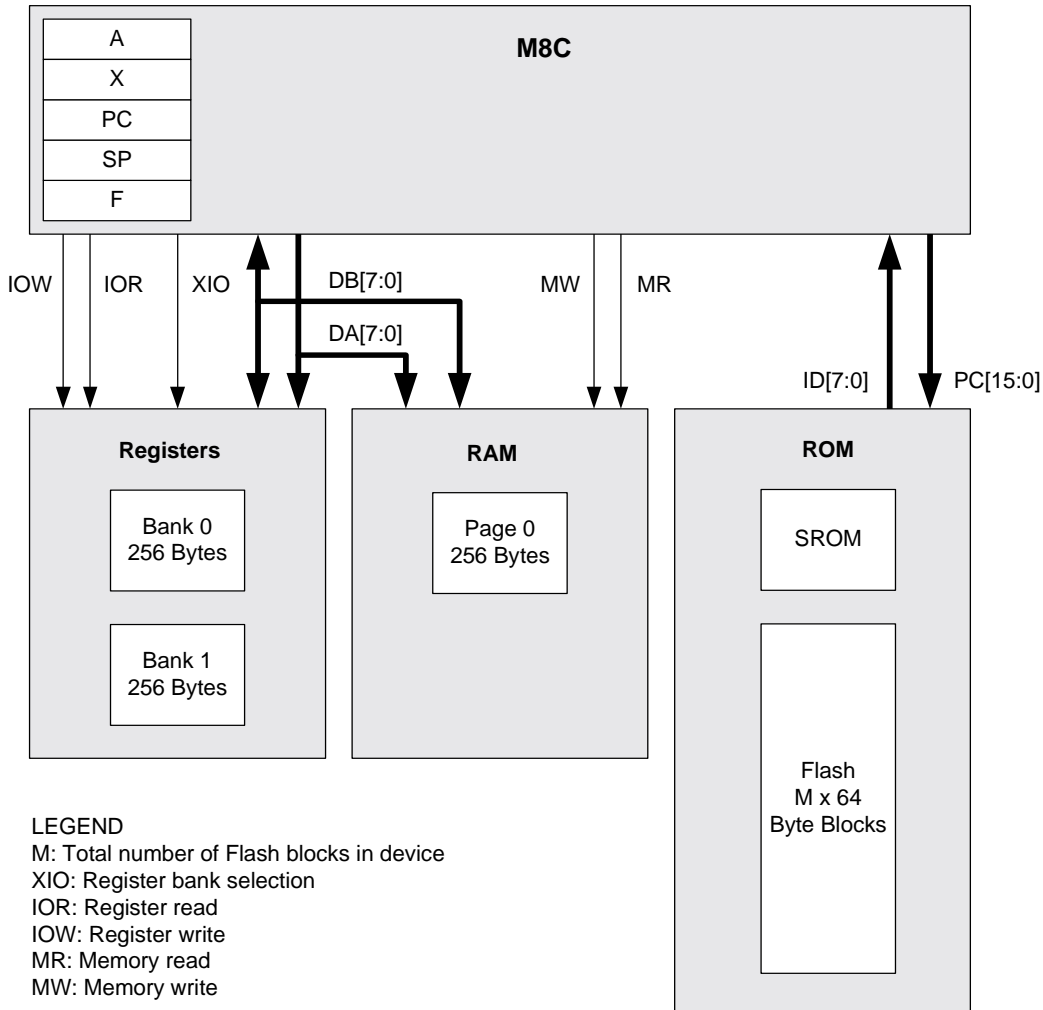 A
M8C
X
PC
SP
F
IOW
IOR
XIO
DB[7:0]
MW
MR
DA[7:0]
ID[7:0]
PC[15:0]
Registers
RAM
ROM
Bank 0
256 Bytes
Page 0
256 Bytes
SROM
Bank 1
256 Bytes
Flash
M x 64
Byte Blocks
LEGEND
M: Total number of Flash blocks in device
XIO: Register bank selection
IOR: Register read
IOW: Register write
MR: Memory read
MW: Memory write